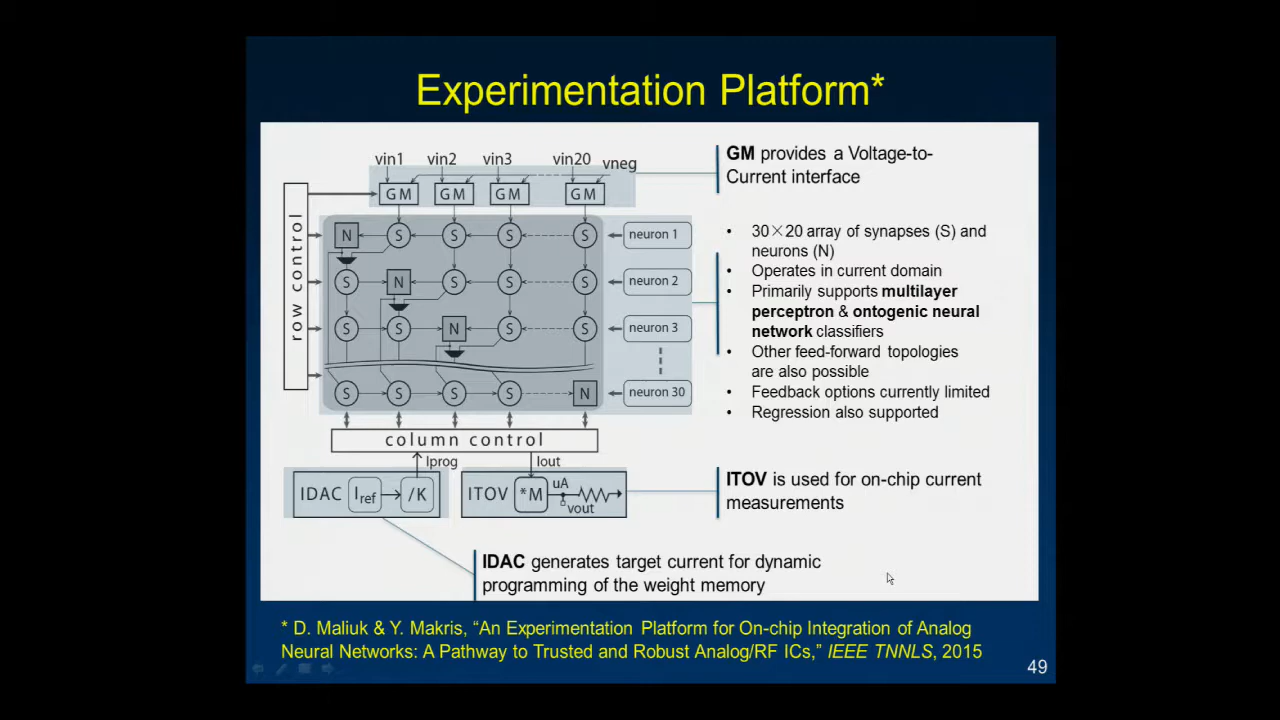 Experimentation Platform*
vin1 vin2 vin3 vin20 vneg
GM GM GM GM
row control
N S S S S neuron 1
S N S S S neuron 2
S S N S S neuron 3
S S S S N neuron 30
column control
Iprog Iout
IDAC Iref /K
ITOV *M uA vout
GM provides a Voltage-to-
Current interface
• 30×20 array of synapses (S) and
neurons (N)
• Operates in current domain
• Primarily supports multilayer
perceptron & ontogenic neural
network classifiers
• Other feed-forward topologies
are also possible
• Feedback options currently limited
• Regression also supported
ITOV is used for on-chip current
measurements
IDAC generates target current for dynamic
programming of the weight memory
* D. Maliuk & Y. Makris, “An Experimentation Platform for On-chip Integration of Analog
Neural Networks: A Pathway to Trusted and Robust Analog/RF ICs,” IEEE TNNLS, 2015
49